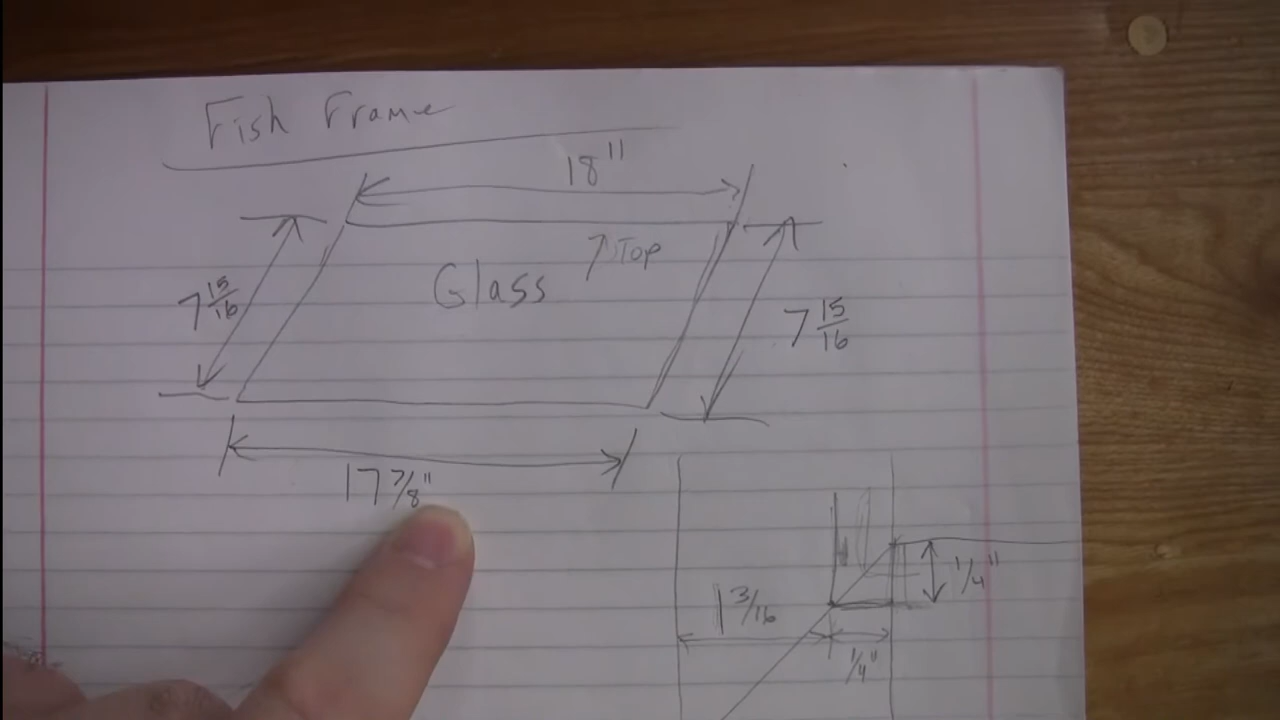 Fish Frame
18"
↗ Top
Glass
7 15/16
7 15/16
17 7/8"
1/4"
1 3/16
1/4"